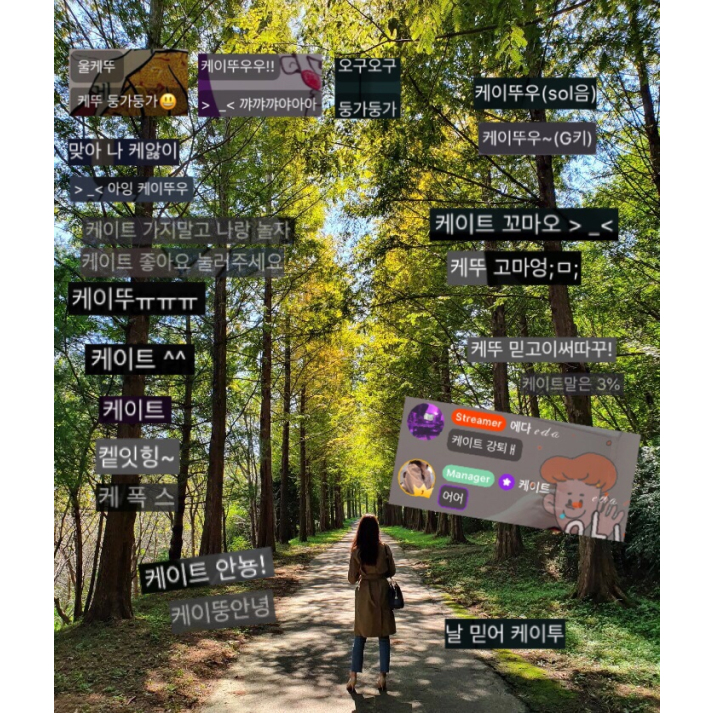 울케뚜
케뚜 둥가둥가😃
케이뚜우우!!
> _< 꺄꺄꺄야아아
오구오구
둥가둥가
케이뚜우(sol음)
케이뚜우~(G키)
맞아 나 케앓이
> _< 아잉 케이뚜우
케이트 가지말고 나랑 놀자
케이트 좋아요 눌러주세요
케이트 꼬마오 > _<
케뚜 고마엉;ㅁ;
케이뚜ㅠㅠㅠ
케이트 ^^
케뚜 믿고이써따꾸!
케이트말은 3%
케이트
켙잇힝~
케 폭 스
Streamer 에다 eda
케이트 강퇴ㅐ
Manager 케이트
어어
케이트 안뇽!
케이뚱안녕
날 믿어 케이투